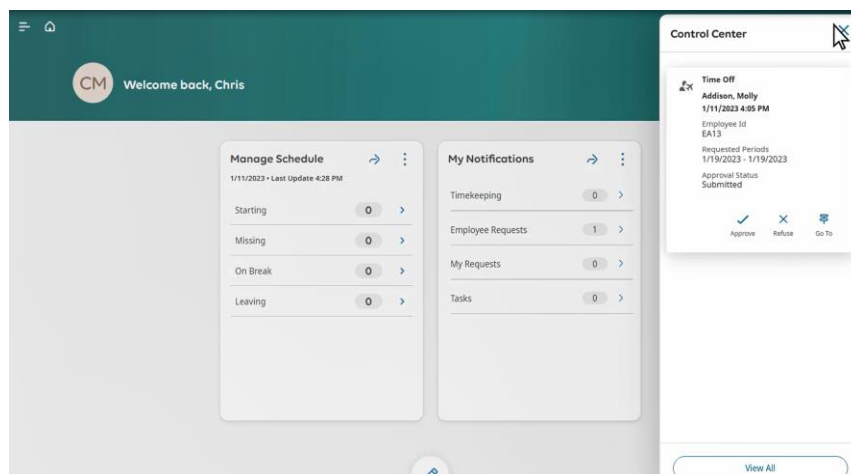 CM
Welcome back, Chris
Manage Schedule
1/11/2023 • Last Update 4:28 PM
Starting 0
Missing 0
On Break 0
Leaving 0
My Notifications
Timekeeping 0
Employee Requests 1
My Requests 0
Tasks 0
Control Center
Time Off
Addison, Molly
1/11/2023 4:05 PM
Employee Id
EA13
Requested Periods
1/19/2023 - 1/19/2023
Approval Status
Submitted
Approve Refuse Go To
View All